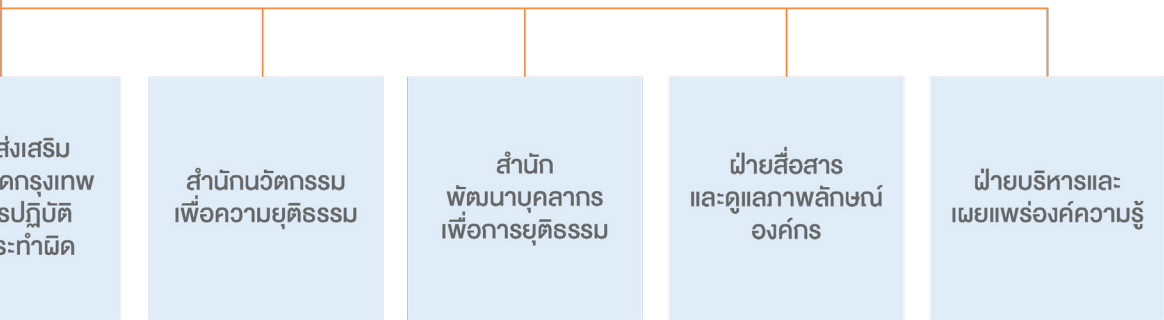 ส่งเสริม
กรุงเทพ
ปฏิบัติ
ทำผิด
สำนักนวัตกรรม
เพื่อความยุติธรรม
สำนัก
พัฒนาบุคลากร
เพื่อการยุติธรรม
ฝ่ายสื่อสาร
และดูแลภาพลักษณ์
องค์กร
ฝ่ายบริหารและ
เผยแพร่องค์ความรู้